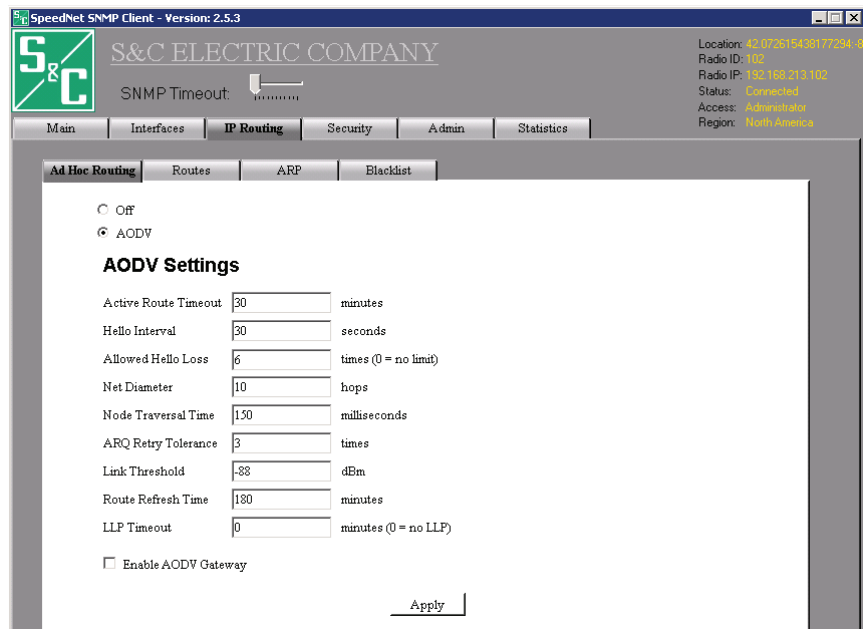 SpeedNet SNMP Client - Version: 2.5.3
S&C
S&C ELECTRIC COMPANY
SNMP Timeout:
Location: 42.072615438177294:-8
Radio ID: 102
Radio IP: 192.168.213.102
Status: Connected
Access: Administrator
Region: North America
Main Interfaces IP Routing Security Admin Statistics
Ad Hoc Routing Routes ARP Blacklist
Off
AODV
AODV Settings
Active Route Timeout 30 minutes
Hello Interval 30 seconds
Allowed Hello Loss 6 times (0 = no limit)
Net Diameter 10 hops
Node Traversal Time 150 milliseconds
ARQ Retry Tolerance 3 times
Link Threshold -88 dBm
Route Refresh Time 180 minutes
LLP Timeout 0 minutes (0 = no LLP)
Enable AODV Gateway
Apply